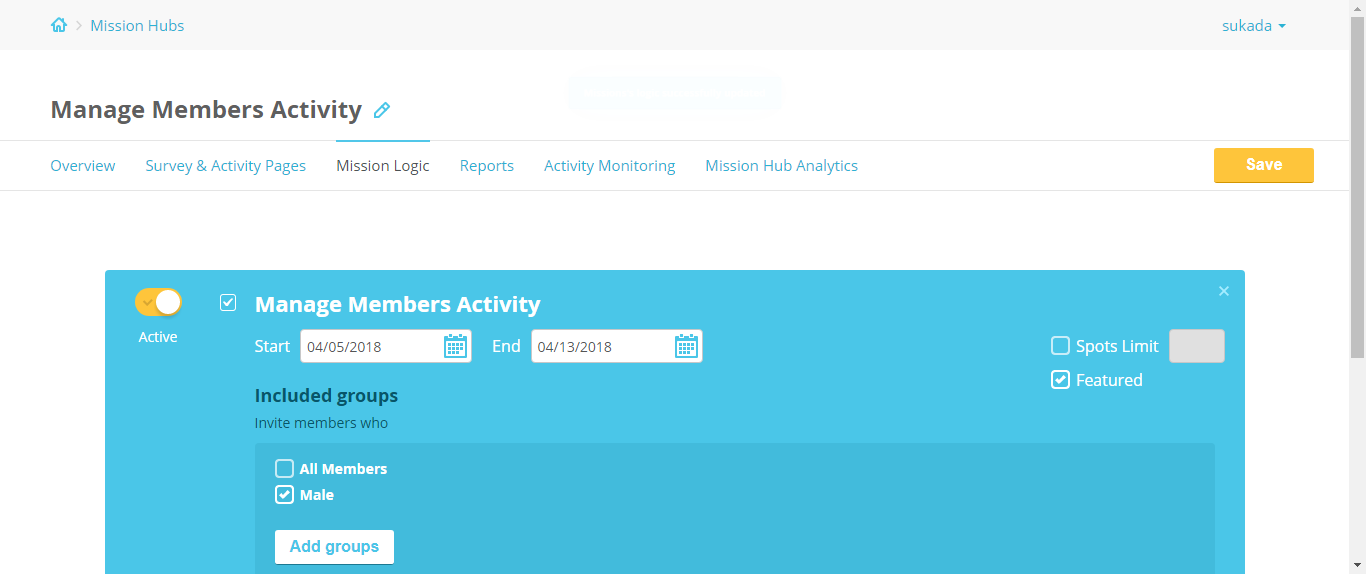 Mission Hubs
sukada
Manage Members Activity
Overview Survey & Activity Pages Mission Logic Reports Activity Monitoring Mission Hub Analytics Save
Manage Members Activity
Active
Start 04/05/2018 End 04/13/2018 Spots Limit
Featured
Included groups
Invite members who
All Members
Male
Add groups